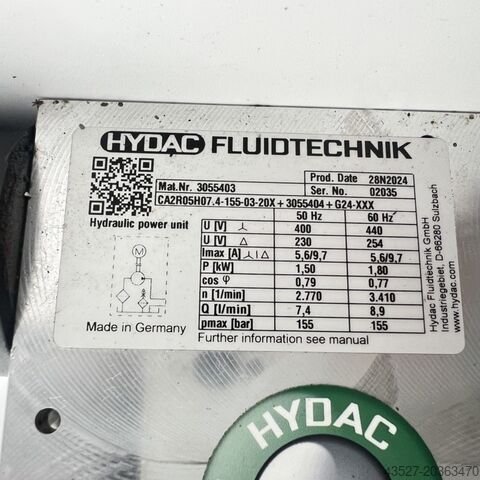 HYDAC FLUIDTECHNIK
Prod. Date 28N2024
Mat.Nr. 3055403 Ser. No. 02035
CA2R05H07.4-155-03-20X+3055404+G24-XXX
Hydraulic power unit
50 Hz 60 Hz
U [V] 人 400 440
U [V] △ 230 254
Imax [A] 人 I △ 5,6/9,7 5,6/9,7
P [kW] 1,50 1,80
cos φ 0,79 0,77
n [1/min] 2.770 3.410
Q [l/min] 7,4 8,9
pmax [bar] 155 155
Made in Germany
Further information see manual
Hydac Fluidtechnik GmbH
Industriegebiet, D-66280 Sulzbach
www.hydac.com
M
HYDAC
43527-20863470